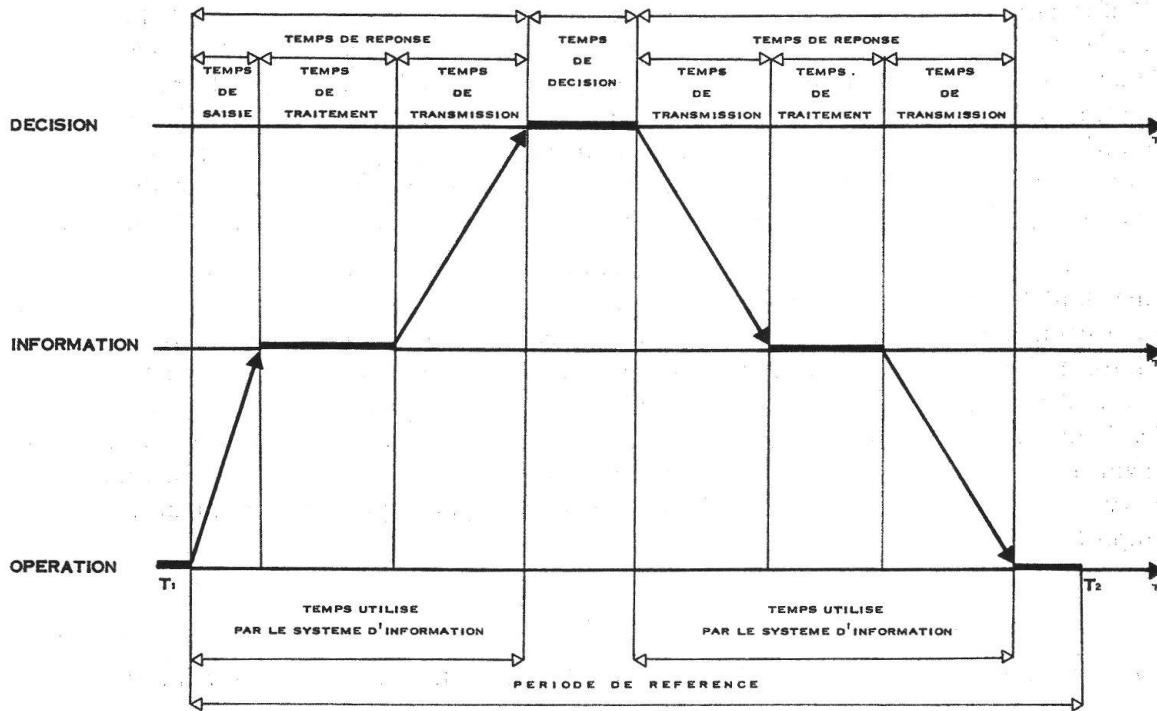 TEMPS DE REPONSE
TEMPS
DE
DECISION
TEMPS DE REPONSE
TEMPS
DE
SAISIE
TEMPS
DE
TRAITEMENT
TEMPS
DE
TRANSMISSION
TEMPS
DE
TRANSMISSION
TEMPS
DE
TRAITEMENT
TEMPS
DE
TRANSMISSION
DECISION
INFORMATION
OPERATION
T1
T2
TEMPS UTILISE
PAR LE SYSTEME D'INFORMATION
TEMPS UTILISE
PAR LE SYSTEME D'INFORMATION
PERIODE DE REFERENCE